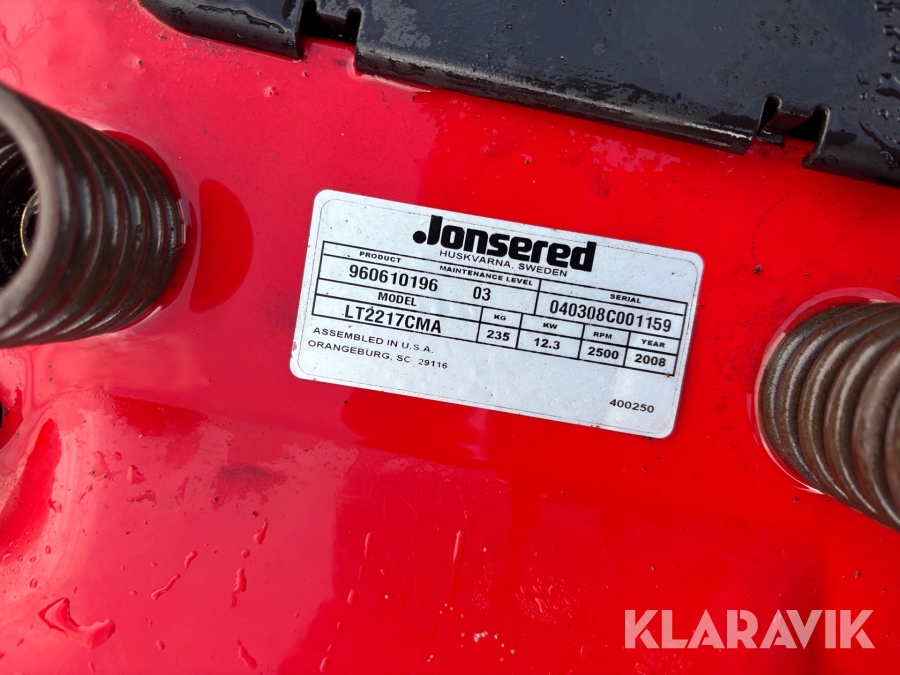 Jonsered
HUSKVARNA, SWEDEN
PRODUCT MAINTENANCE LEVEL SERIAL
960610196 03 040308C001159
MODEL KG KW RPM YEAR
LT2217CMA 235 12.3 2500 2008
ASSEMBLED IN U.S.A.
ORANGEBURG, SC 29116
400250
KLARAVIK